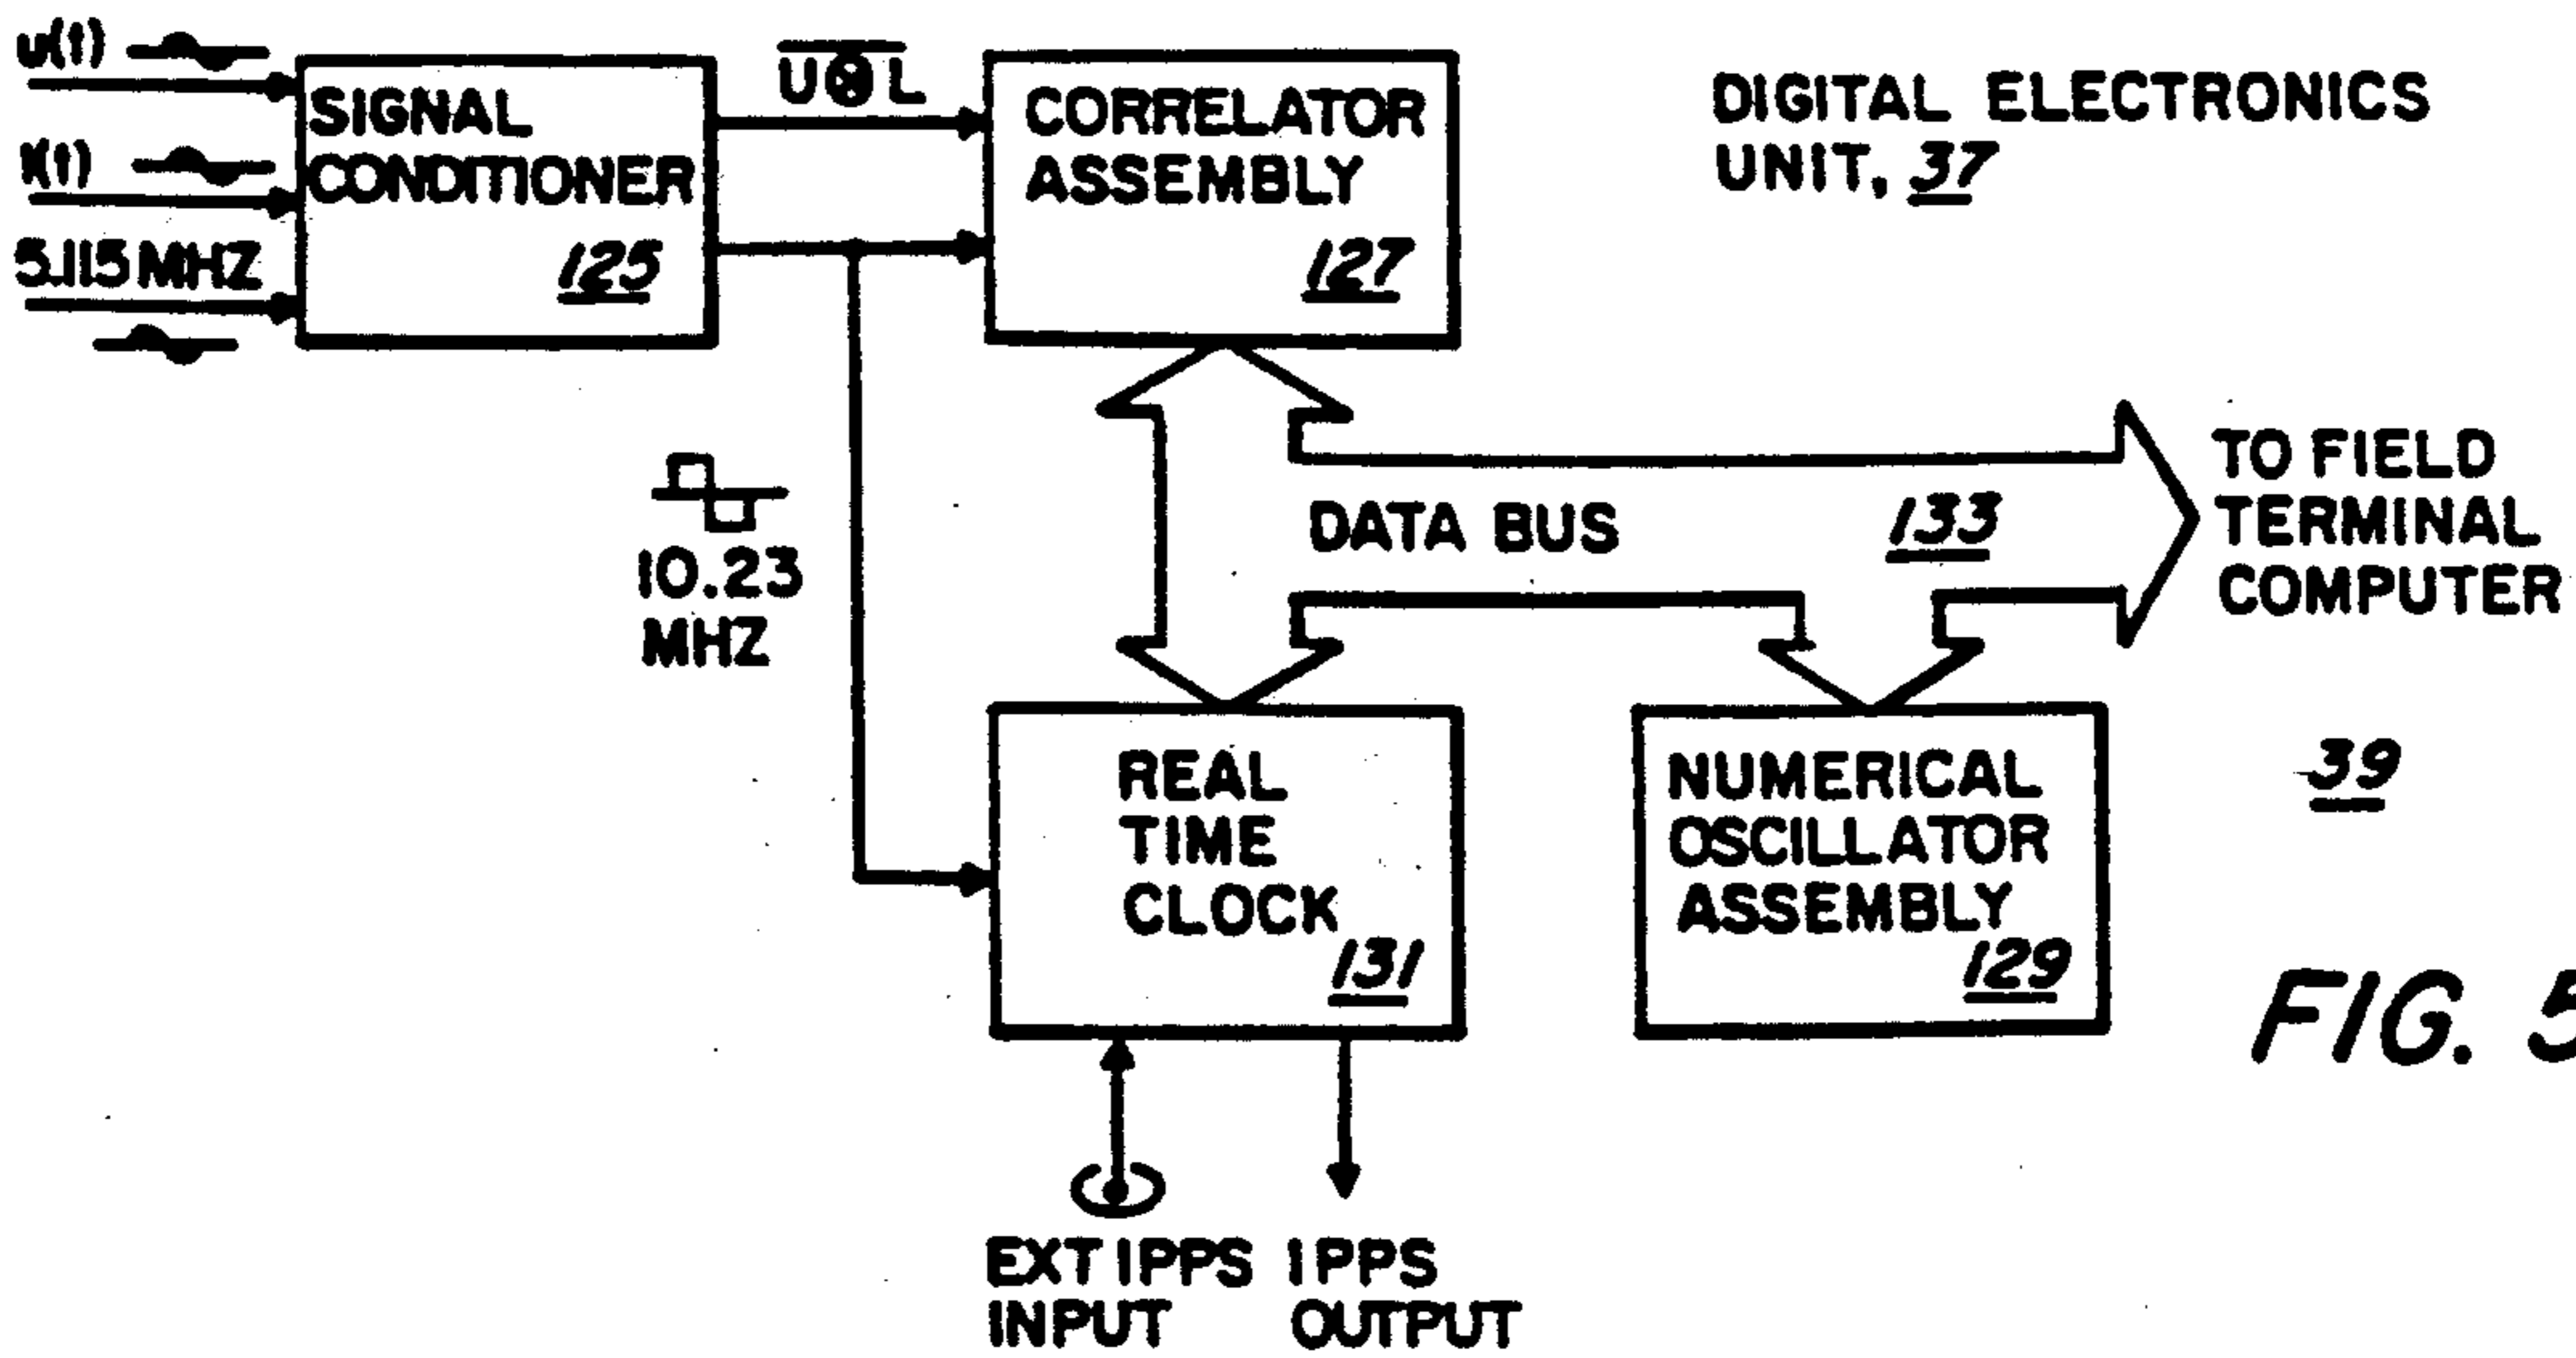 u(t)
l(t)
5.115 MHZ
SIGNAL
CONDITIONER
125
U⊗L
CORRELATOR
ASSEMBLY
127
DIGITAL ELECTRONICS
UNIT, 37
10.23
MHZ
DATA BUS 133
TO FIELD
TERMINAL
COMPUTER
39
REAL
TIME
CLOCK
131
NUMERICAL
OSCILLATOR
ASSEMBLY
129
EXT 1PPS
INPUT
1PPS
OUTPUT
FIG. 5